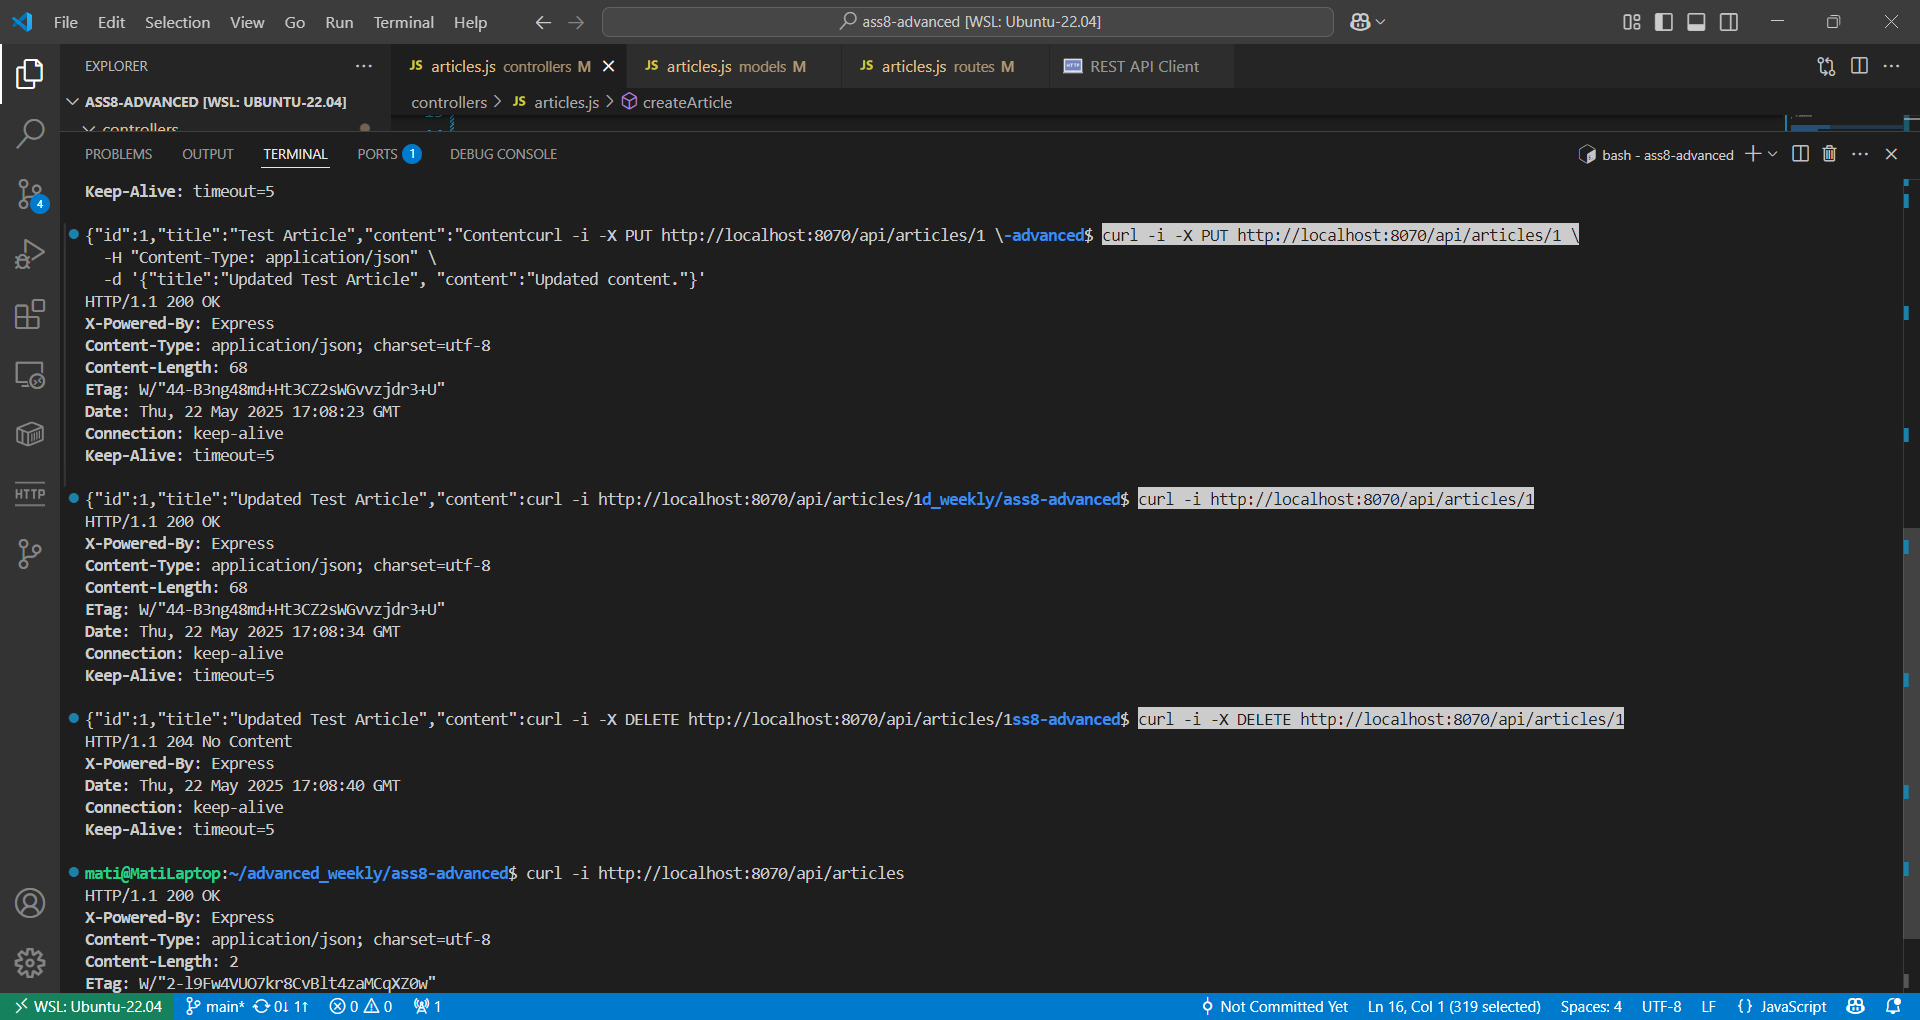 File Edit Selection View Go Run Terminal Help
ass8-advanced [WSL: Ubuntu-22.04]
EXPLORER
JS articles.js controllers M
JS articles.js models M
JS articles.js routes M
HTTP REST API Client
ASS8-ADVANCED [WSL: UBUNTU-22.04]
controllers > JS articles.js > createArticle
controllers
PROBLEMS OUTPUT TERMINAL PORTS 1 DEBUG CONSOLE
bash - ass8-advanced
Keep-Alive: timeout=5
{"id":1,"title":"Test Article","content":"Contentcurl -i -X PUT http://localhost:8070/api/articles/1 \-advanced$ curl -i -X PUT http://localhost:8070/api/articles/1 \
-H "Content-Type: application/json" \
-d '{"title":"Updated Test Article", "content":"Updated content."}'
HTTP/1.1 200 OK
X-Powered-By: Express
Content-Type: application/json; charset=utf-8
Content-Length: 68
ETag: W/"44-B3ng48md+Ht3CZ2sWGvvzjdr3+U"
Date: Thu, 22 May 2025 17:08:23 GMT
Connection: keep-alive
Keep-Alive: timeout=5
{"id":1,"title":"Updated Test Article","content":curl -i http://localhost:8070/api/articles/1d_weekly/ass8-advanced$ curl -i http://localhost:8070/api/articles/1
HTTP/1.1 200 OK
X-Powered-By: Express
Content-Type: application/json; charset=utf-8
Content-Length: 68
ETag: W/"44-B3ng48md+Ht3CZ2sWGvvzjdr3+U"
Date: Thu, 22 May 2025 17:08:34 GMT
Connection: keep-alive
Keep-Alive: timeout=5
{"id":1,"title":"Updated Test Article","content":curl -i -X DELETE http://localhost:8070/api/articles/1ss8-advanced$ curl -i -X DELETE http://localhost:8070/api/articles/1
HTTP/1.1 204 No Content
X-Powered-By: Express
Date: Thu, 22 May 2025 17:08:40 GMT
Connection: keep-alive
Keep-Alive: timeout=5
mati@MatiLaptop:~/advanced_weekly/ass8-advanced$ curl -i http://localhost:8070/api/articles
HTTP/1.1 200 OK
X-Powered-By: Express
Content-Type: application/json; charset=utf-8
Content-Length: 2
ETag: W/"2-l9Fw4VUO7kr8CvBlt4zaMCqXZ0w"
4
HTTP
WSL: Ubuntu-22.04 main* 0↓ 1↑ 0 0 1
Not Committed Yet Ln 16, Col 1 (319 selected) Spaces: 4 UTF-8 LF {} JavaScript